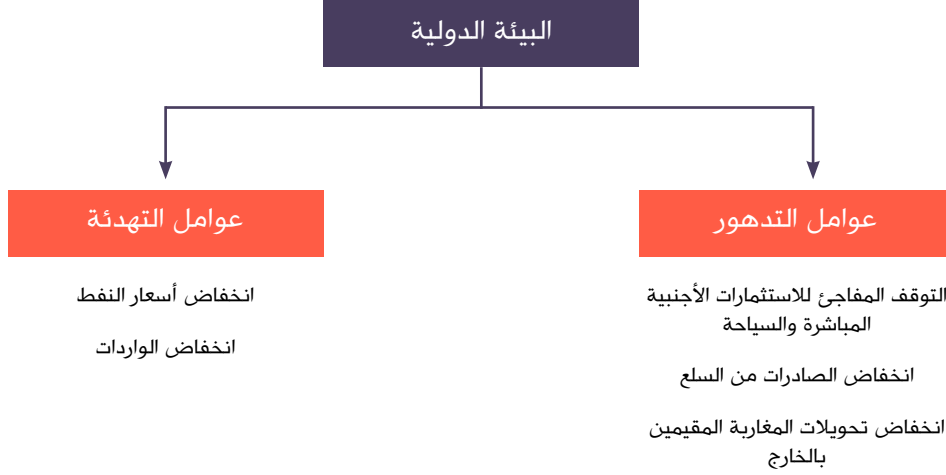 البيئة الدولية
عوامل التدهور
التوقف المفاجئ للاستثمارات الأجنبية
المباشرة والسياحة
انخفاض الصادرات من السلع
انخفاض تحويلات المغاربة المقيمين
بالخارج
عوامل التهدئة
انخفاض أسعار النفط
انخفاض الواردات